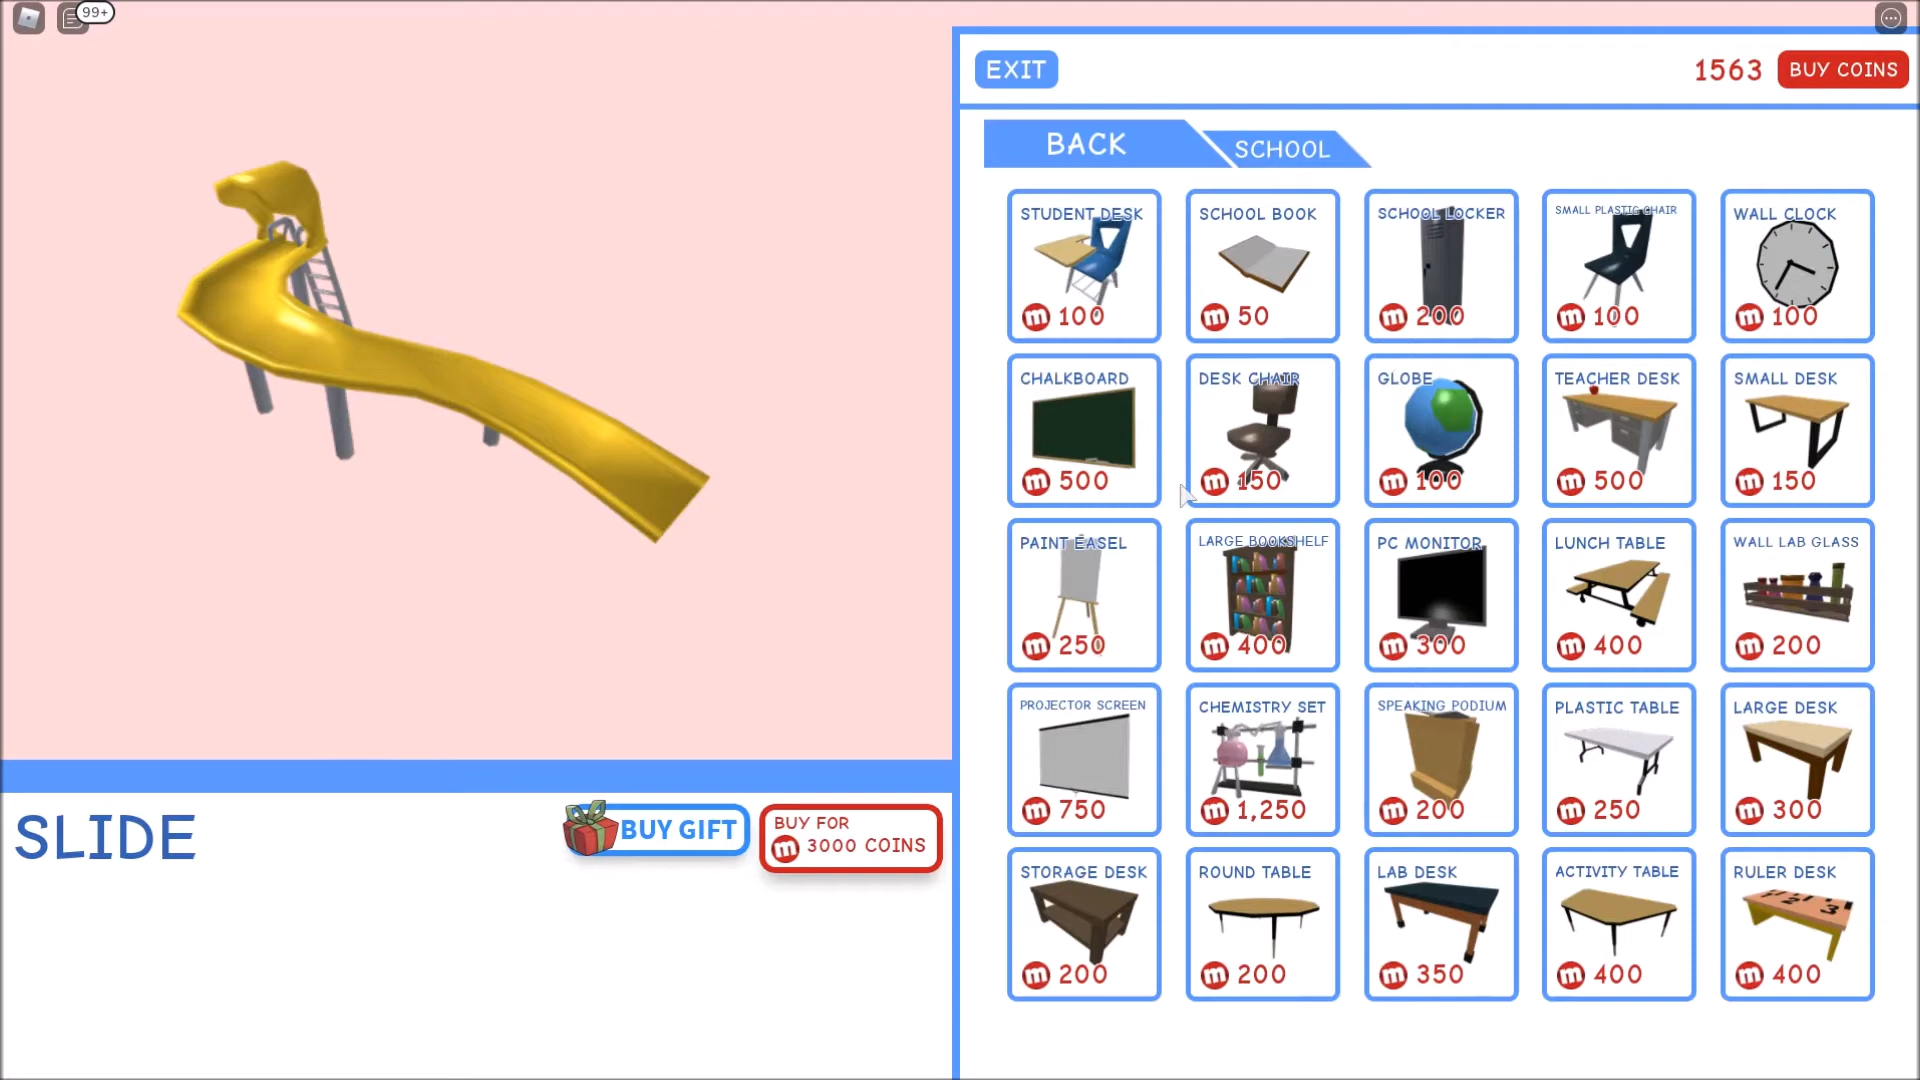 99+
EXIT
1563
BUY COINS
BACK
SCHOOL
STUDENT DESK
100
SCHOOL BOOK
50
SCHOOL LOCKER
200
SMALL PLASTIC CHAIR
100
WALL CLOCK
100
CHALKBOARD
500
DESK CHAIR
150
GLOBE
100
TEACHER DESK
500
SMALL DESK
150
PAINT EASEL
250
LARGE BOOKSHELF
400
PC MONITOR
300
LUNCH TABLE
400
WALL LAB GLASS
200
PROJECTOR SCREEN
750
CHEMISTRY SET
1,250
SPEAKING PODIUM
200
PLASTIC TABLE
250
LARGE DESK
300
STORAGE DESK
200
ROUND TABLE
200
LAB DESK
350
ACTIVITY TABLE
400
RULER DESK
1 2 3
400
SLIDE
BUY GIFT
BUY FOR
3000 COINS